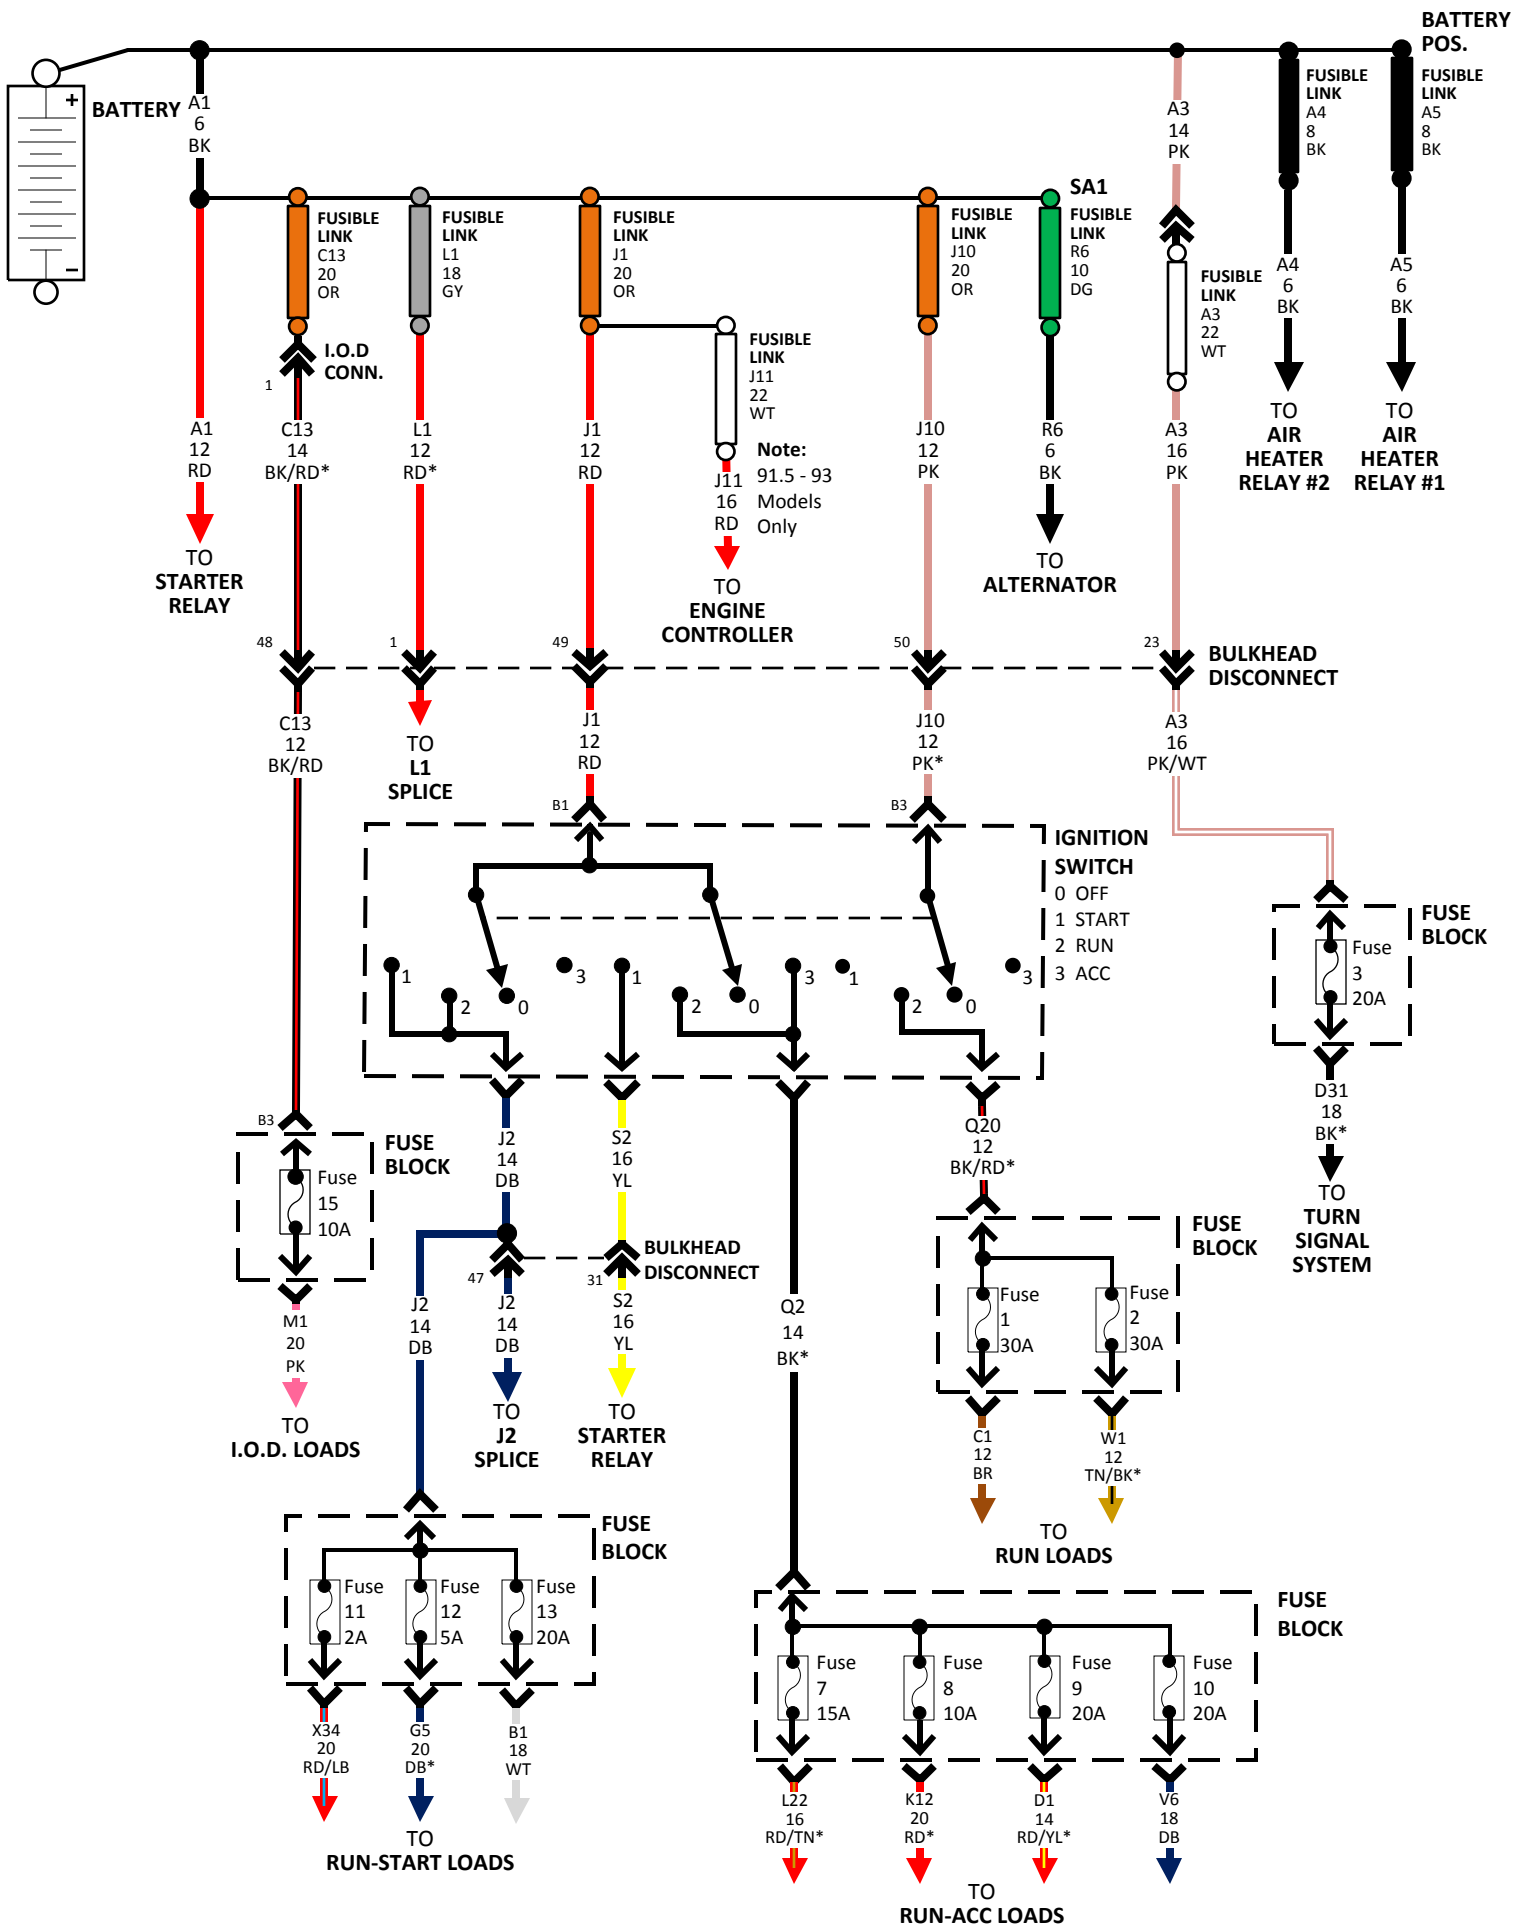 BATTERY
POS.
BATTERY
+
−
A1
6
BK
A3
14
PK
FUSIBLE
LINK
A4
8
BK
FUSIBLE
LINK
A5
8
BK
SA1
FUSIBLE
LINK
C13
20
OR
FUSIBLE
LINK
L1
18
GY
FUSIBLE
LINK
J1
20
OR
FUSIBLE
LINK
J10
20
OR
FUSIBLE
LINK
R6
10
DG
FUSIBLE
LINK
A3
22
WT
A4
6
BK
A5
6
BK
I.O.D
CONN.
1
FUSIBLE
LINK
J11
22
WT
A1
12
RD
C13
14
BK/RD*
L1
12
RD*
J1
12
RD
J11
16
RD
Note:
91.5 - 93
Models
Only
J10
12
PK
R6
6
BK
A3
16
PK
TO
AIR
HEATER
RELAY #2
TO
AIR
HEATER
RELAY #1
TO
STARTER
RELAY
TO
ENGINE
CONTROLLER
TO
ALTERNATOR
48
1
49
50
23
BULKHEAD
DISCONNECT
C13
12
BK/RD
TO
L1
SPLICE
J1
12
RD
J10
12
PK*
A3
16
PK/WT
B1
B3
IGNITION
SWITCH
0 OFF
1 START
2 RUN
3 ACC
1
2
0
3
1
2
0
3
1
2
0
3
FUSE
BLOCK
Fuse
3
20A
D31
18
BK*
TO
TURN
SIGNAL
SYSTEM
B3
FUSE
BLOCK
Fuse
15
10A
M1
20
PK
TO
I.O.D. LOADS
J2
14
DB
S2
16
YL
BULKHEAD
DISCONNECT
47
31
J2
14
DB
J2
14
DB
S2
16
YL
TO
J2
SPLICE
TO
STARTER
RELAY
Q2
14
BK*
Q20
12
BK/RD*
FUSE
BLOCK
Fuse
1
30A
Fuse
2
30A
C1
12
BR
W1
12
TN/BK*
TO
RUN LOADS
FUSE
BLOCK
Fuse
11
2A
Fuse
12
5A
Fuse
13
20A
X34
20
RD/LB
G5
20
DB*
B1
18
WT
TO
RUN-START LOADS
FUSE
BLOCK
Fuse
7
15A
Fuse
8
10A
Fuse
9
20A
Fuse
10
20A
L22
16
RD/TN*
K12
20
RD*
D1
14
RD/YL*
V6
18
DB
TO
RUN-ACC LOADS